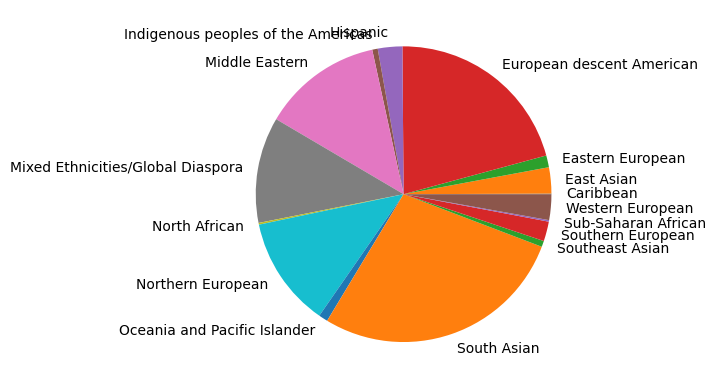 Hispanic
Indigenous peoples of the Americas
Middle Eastern
European descent American
Eastern European
Mixed Ethnicities/Global Diaspora
East Asian
Caribbean
Western European
Sub-Saharan African
North African
Southern European
Southeast Asian
Northern European
Oceania and Pacific Islander
South Asian